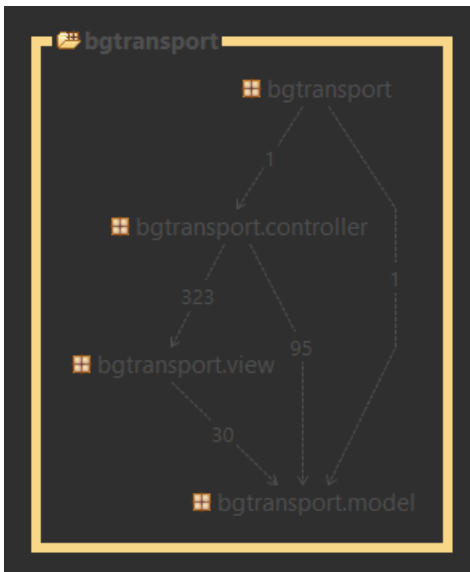 bgtransport
bgtransport
1
bgtransport.controller
323
1
95
bgtransport.view
30
bgtransport.model